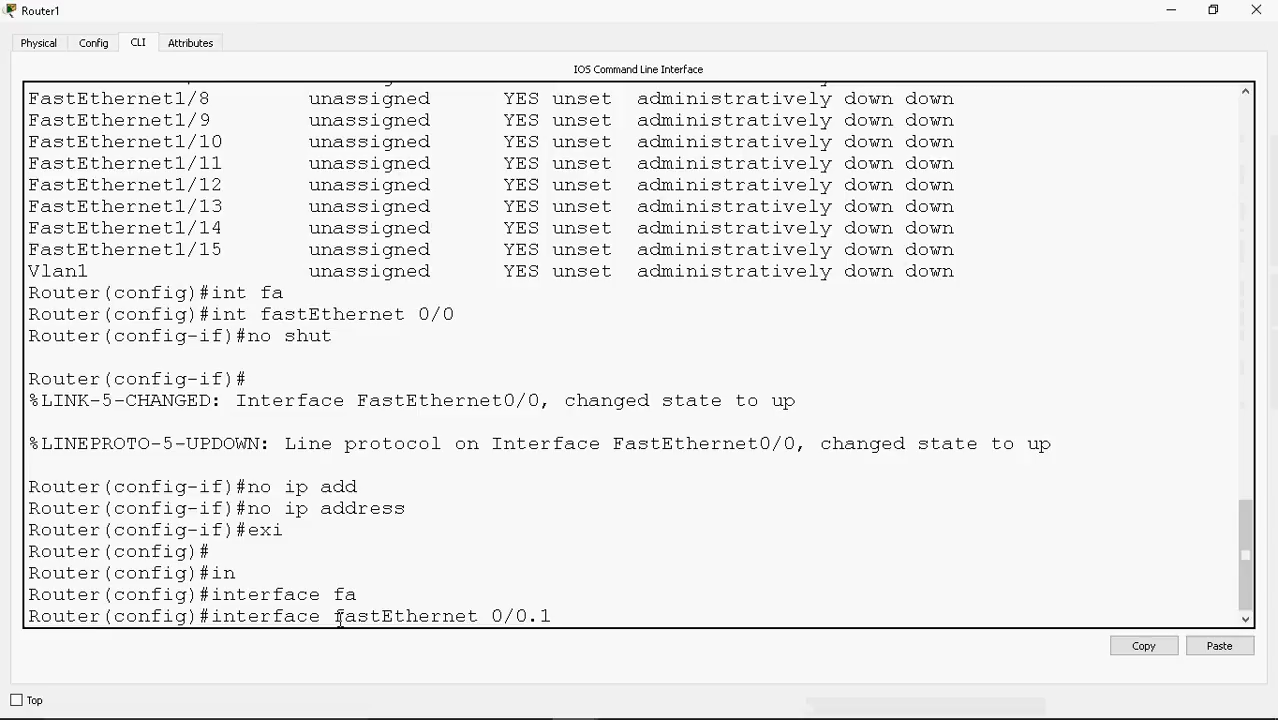 Router1
Physical Config CLI Attributes
IOS Command Line Interface
FastEthernet1/8 unassigned YES unset administratively down down
FastEthernet1/9 unassigned YES unset administratively down down
FastEthernet1/10 unassigned YES unset administratively down down
FastEthernet1/11 unassigned YES unset administratively down down
FastEthernet1/12 unassigned YES unset administratively down down
FastEthernet1/13 unassigned YES unset administratively down down
FastEthernet1/14 unassigned YES unset administratively down down
FastEthernet1/15 unassigned YES unset administratively down down
Vlan1 unassigned YES unset administratively down down
Router(config)#int fa
Router(config)#int fastEthernet 0/0
Router(config-if)#no shut
Router(config-if)#
%LINK-5-CHANGED: Interface FastEthernet0/0, changed state to up
%LINEPROTO-5-UPDOWN: Line protocol on Interface FastEthernet0/0, changed state to up
Router(config-if)#no ip add
Router(config-if)#no ip address
Router(config-if)#exi
Router(config)#
Router(config)#in
Router(config)#interface fa
Router(config)#interface fastEthernet 0/0.1
Copy Paste
Top